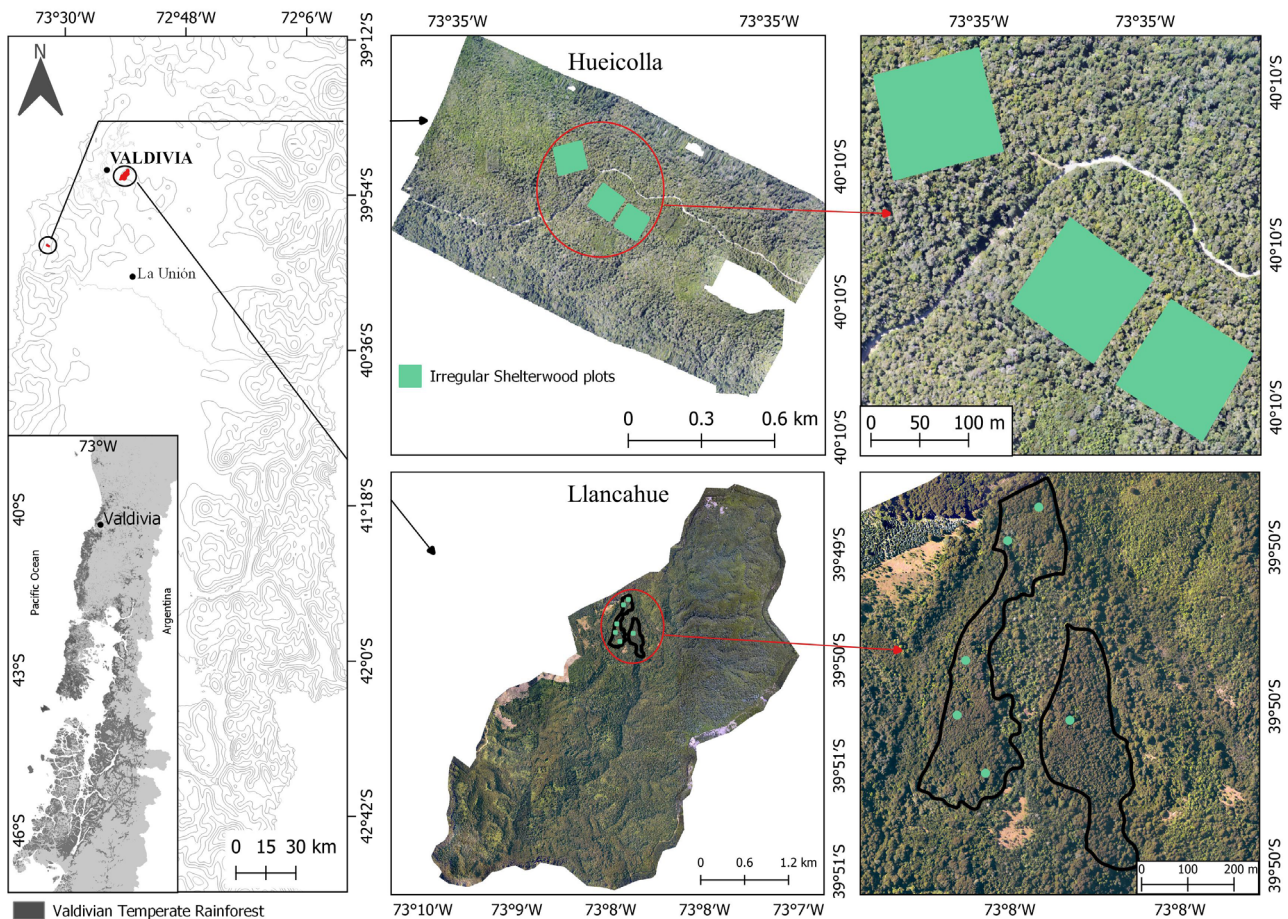 73°30'W 72°48'W 72°6'W
N
VALDIVIA
La Unión
39°12'S
39°54'S
40°36'S
41°18'S
42°0'S
42°42'S
0 15 30 km
73°W
40°S
43°S
46°S
Valdivia
Pacific Ocean
Argentina
Valdivian Temperate Rainforest
73°35'W 73°35'W
Hueicolla
Irregular Shelterwood plots
0 0.3 0.6 km
40°10'S
40°10'S
40°10'S
40°10'S
73°35'W 73°35'W
0 50 100 m
40°10'S
40°10'S
40°10'S
Llancahue
0 0.6 1.2 km
39°49'S
39°50'S
39°51'S
39°51'S
73°10'W 73°9'W 73°8'W 73°8'W 73°7'W
0 100 200 m
39°50'S
39°50'S
39°50'S
73°8'W 73°8'W